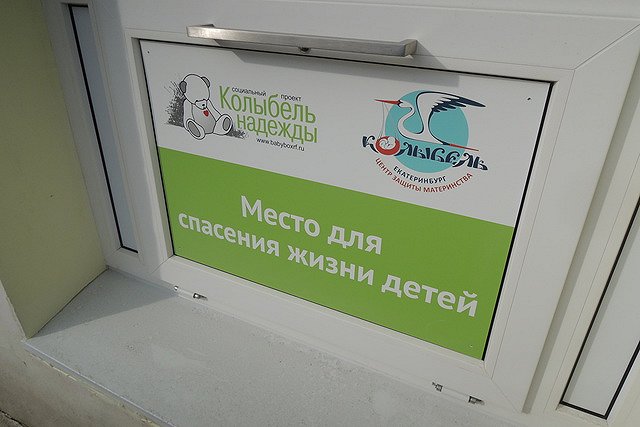 социальный проект
Колыбель
надежды
www.babyboxrf.ru
КОЛЫБЕЛЬ
ЕКАТЕРИНБУРГ
ЦЕНТР ЗАЩИТЫ МАТЕРИНСТВА
Место для
спасения жизни детей